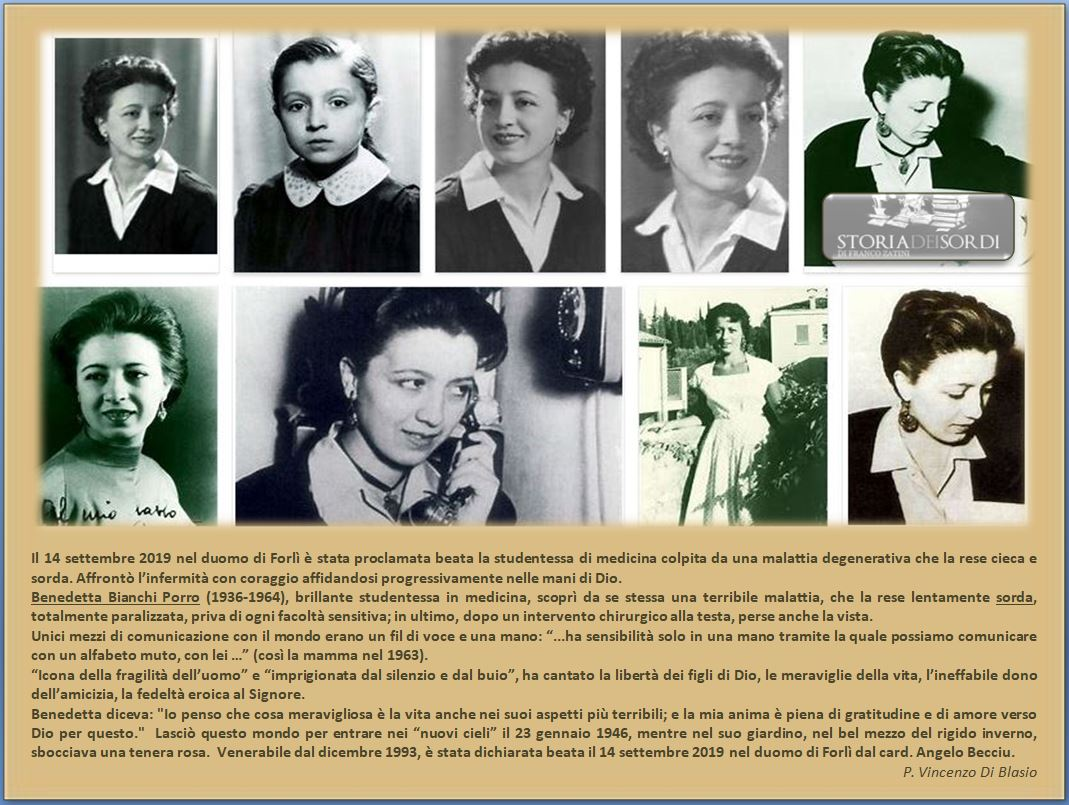 STORIADEISORDI
DI FRANCO ZATINI
Al mio
Il 14 settembre 2019 nel duomo di Forlì è stata proclamata beata la studentessa di medicina colpita da una malattia degenerativa che la rese cieca e
sorda. Affrontò l'infermità con coraggio affidandosi progressivamente nelle mani di Dio.
Benedetta Bianchi Porro (1936-1964), brillante studentessa in medicina, scoprì da se stessa una terribile malattia, che la rese lentamente sorda,
totalmente paralizzata, priva di ogni facoltà sensitiva; in ultimo, dopo un intervento chirurgico alla testa, perse anche la vista.
Unici mezzi di comunicazione con il mondo erano un fil di voce e una mano: "...ha sensibilità solo in una mano tramite la quale possiamo comunicare
con un alfabeto muto, con lei …" (così la mamma nel 1963).
"Icona della fragilità dell'uomo" e "imprigionata dal silenzio e dal buio", ha cantato la libertà dei figli di Dio, le meraviglie della vita, l'ineffabile dono
dell'amicizia, la fedeltà eroica al Signore.
Benedetta diceva: "Io penso che cosa meravigliosa è la vita anche nei suoi aspetti più terribili; e la mia anima è piena di gratitudine e di amore verso
Dio per questo." Lasciò questo mondo per entrare nei "nuovi cieli" il 23 gennaio 1946, mentre nel suo giardino, nel bel mezzo del rigido inverno,
sbocciava una tenera rosa. Venerabile dal dicembre 1993, è stata dichiarata beata il 14 settembre 2019 nel duomo di Forlì dal card. Angelo Becciu.
P. Vincenzo Di Blasio